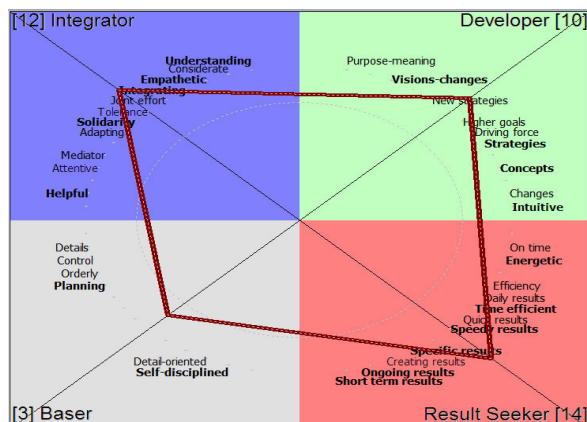 [12] Integrator
Developer [10]
Understanding
Considerate
Empathetic
Integrating
Joint effort
Tolerance
Solidarity
Adapting
Mediator
Attentive
Helpful
Purpose-meaning
Visions-changes
New strategies
Higher goals
Driving force
Strategies
Concepts
Changes
Intuitive
Details
Control
Orderly
Planning
Detail-oriented
Self-disciplined
On time
Energetic
Efficiency
Daily results
Time efficient
Quick results
Speedy results
Specific results
Creating results
Ongoing results
Short term results
[3] Baser
Result Seeker [14]